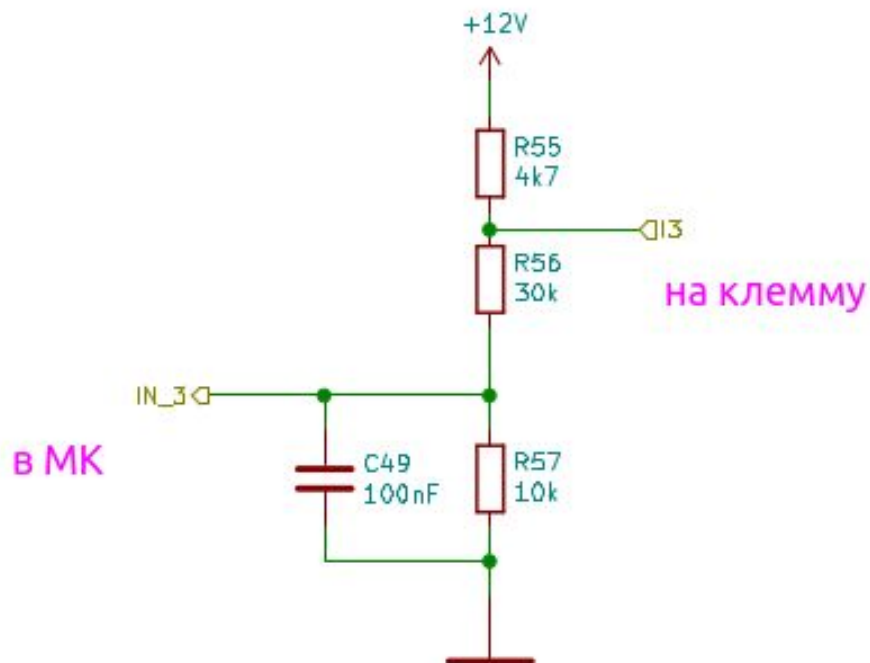 +12V
R55
4k7
I3
R56
30k
на клемму
IN_3
в МК
C49
100nF
R57
10k